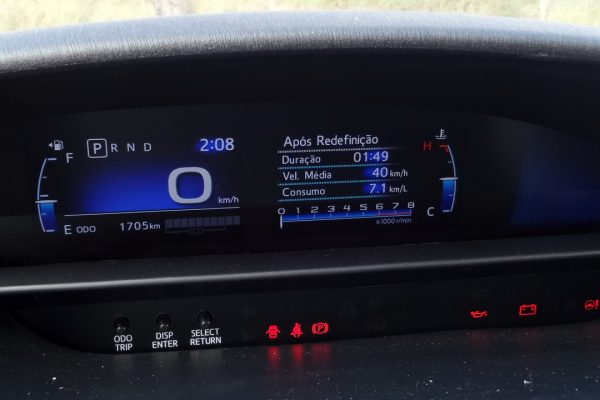 F
P R N D
2:08
0
km/h
E ODO 1705km
ECO
Após Redefinição
Duração 01:49
Vel. Média 40 km/h
Consumo 7.1 km/L
0 1 2 3 4 5 6 7 8
x1000 r/min
H
C
ODO
TRIP
DISP
ENTER
SELECT
RETURN
P